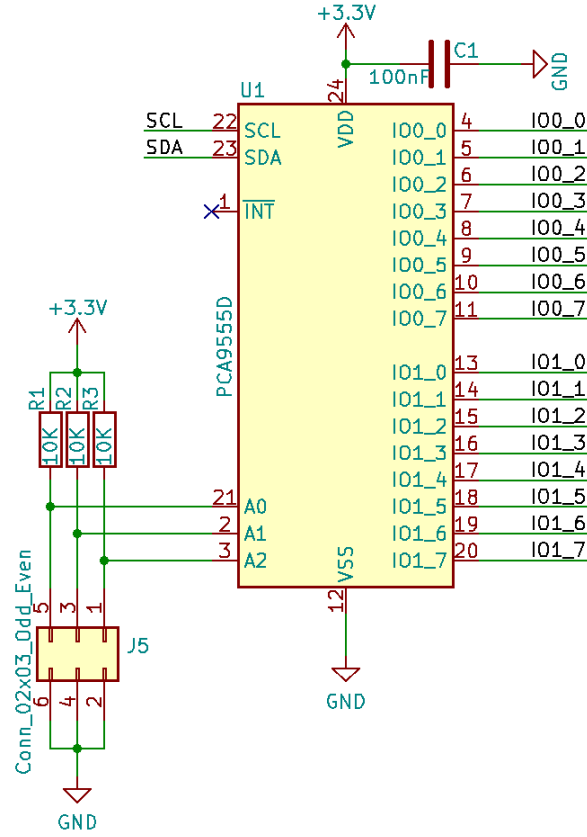 +3.3V
C1
100nF
GND
U1
24
VDD
SCL 22 SCL
SDA 23 SDA
1 INT
PCA9555D
IO0_0 4 IO0_0
IO0_1 5 IO0_1
IO0_2 6 IO0_2
IO0_3 7 IO0_3
IO0_4 8 IO0_4
IO0_5 9 IO0_5
IO0_6 10 IO0_6
IO0_7 11 IO0_7
IO1_0 13 IO1_0
IO1_1 14 IO1_1
IO1_2 15 IO1_2
IO1_3 16 IO1_3
IO1_4 17 IO1_4
IO1_5 18 IO1_5
IO1_6 19 IO1_6
IO1_7 20 IO1_7
+3.3V
R1 R2 R3
10K 10K 10K
21 A0
2 A1
3 A2
VSS
12
GND
5 3 1
J5
Conn_02x03_Odd_Even
6 4 2
GND